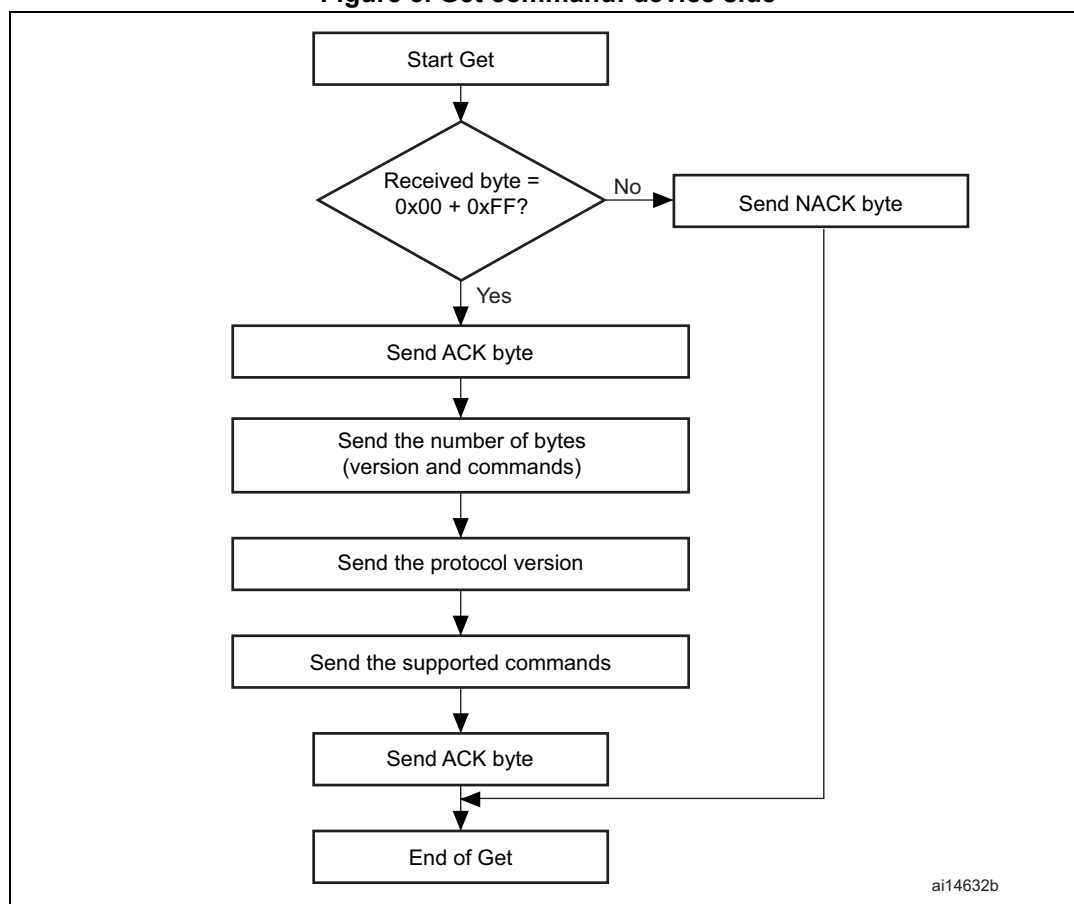 Start Get
Received byte =
0x00 + 0xFF?
No
Send NACK byte
Yes
Send ACK byte
Send the number of bytes
(version and commands)
Send the protocol version
Send the supported commands
Send ACK byte
End of Get
ai14632b